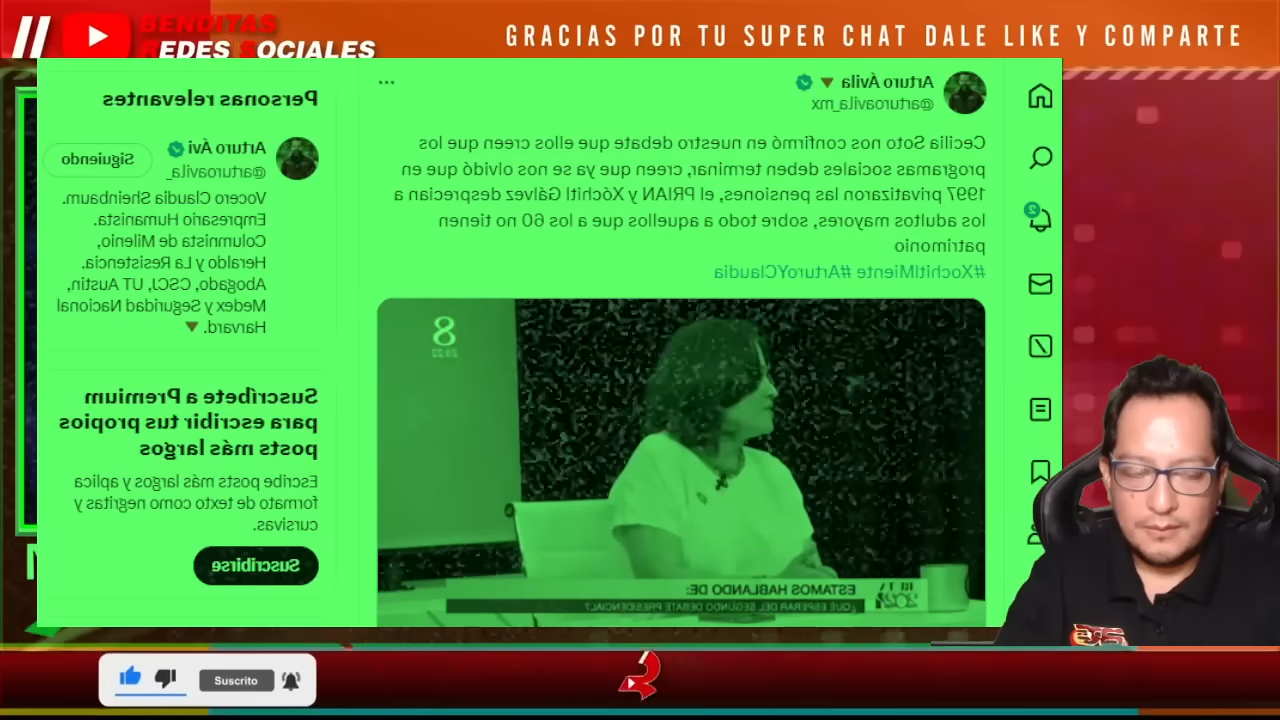 BENDITAS
REDES SOCIALES
GRACIAS POR TU SUPER CHAT DALE LIKE Y COMPARTE
Personas relevantes
Arturo Ávi
@arturoavila_
Siguiendo
Vocero Claudia Sheinbaum.
Empresario Humanista.
Columnista de Milenio,
Heraldo y La Resistencia.
Abogado, CSCJ, UT Austin,
Medex y Seguridad Nacional
Harvard.
Suscríbete a Premium
para escribir tus propios
posts más largos
Escribe posts más largos y aplica
formato de texto como negritas y
cursivas.
Suscribirse
Arturo Ávila
@arturoavila_mx
Cecilia Soto nos confirmó en nuestro debate que ellos creen que los
programas sociales deben terminar, creen que ya se nos olvidó que en
1997 privatizaron las pensiones, el PRIAN y Xóchitl Gálvez desprecian a
los adultos mayores, sobre todo a aquellos que a los 60 no tienen
patrimonio
#XochitlMiente #ArturoYClaudia
8
23:22
ESTAMOS HABLANDO DE:
¿QUÉ ESPERAR DEL SEGUNDO DEBATE PRESIDENCIAL?
2
Suscrito